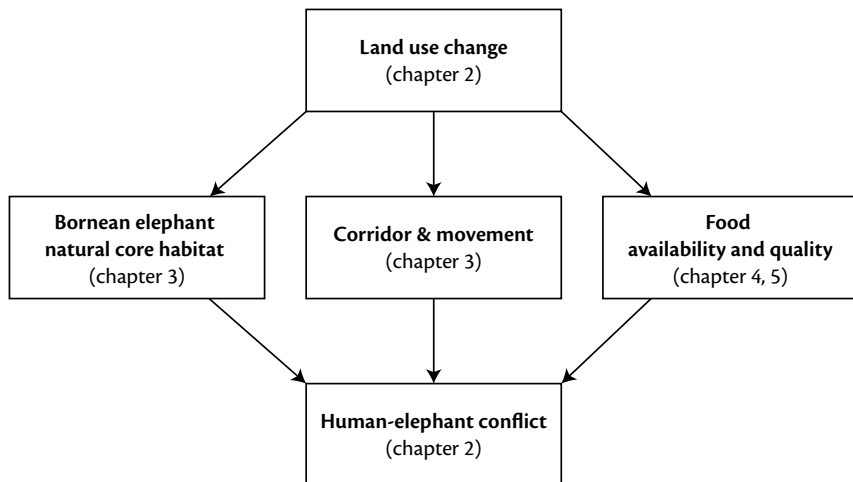 Land use change
(chapter 2)
Bornean elephant
natural core habitat
(chapter 3)
Corridor & movement
(chapter 3)
Food
availability and quality
(chapter 4, 5)
Human-elephant conflict
(chapter 2)